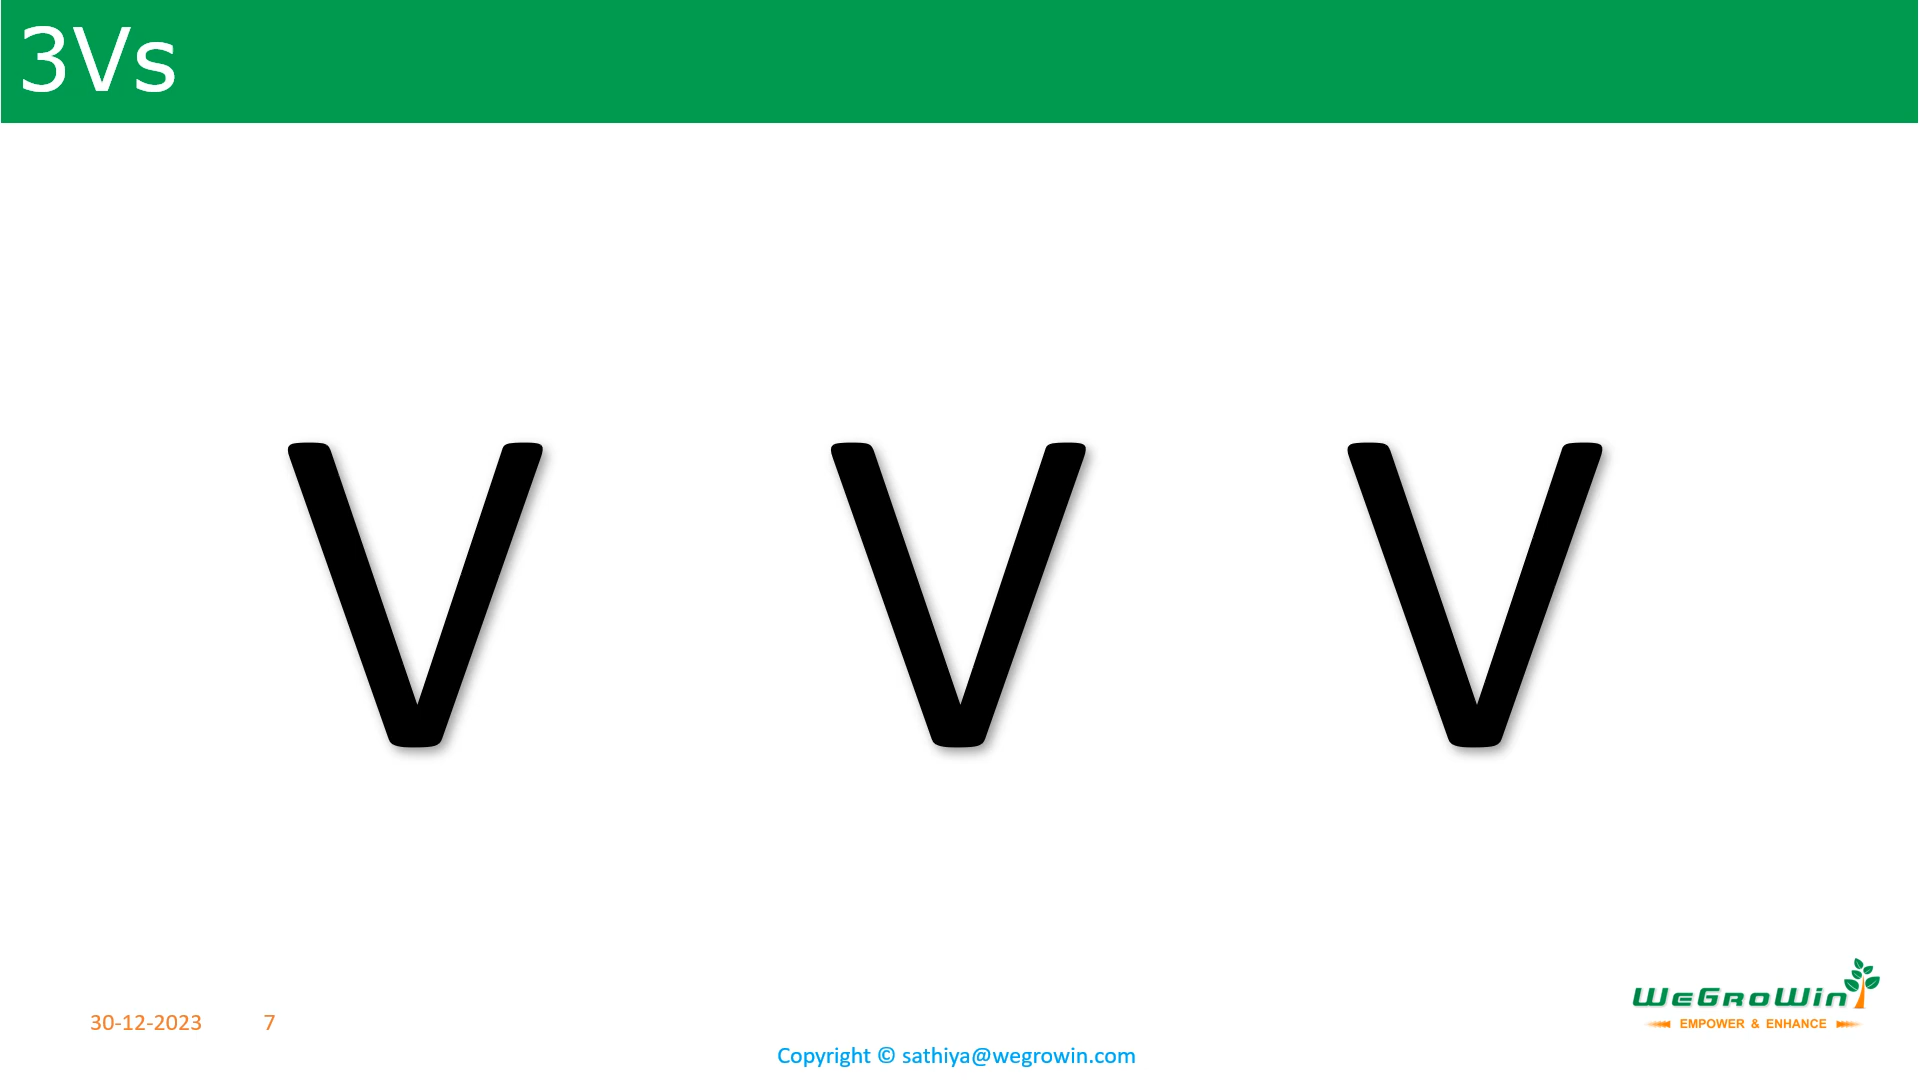 3Vs
V V V
WeGroWin
EMPOWER & ENHANCE
30-12-2023 7
Copyright © sathiya@wegrowin.com